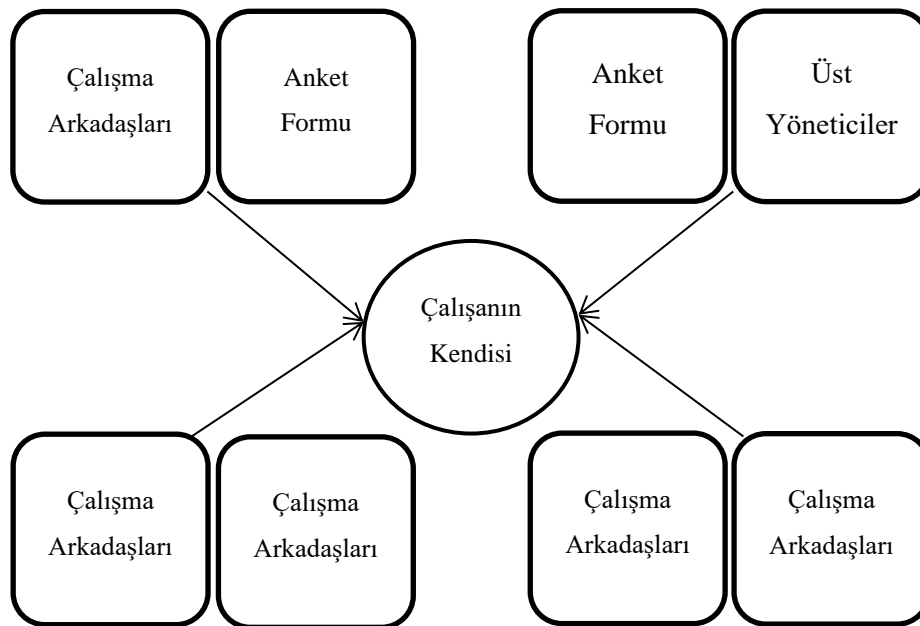 Çalışma
Arkadaşları
Anket
Formu
Anket
Formu
Üst
Yöneticiler
Çalışanın
Kendisi
Çalışma
Arkadaşları
Çalışma
Arkadaşları
Çalışma
Arkadaşları
Çalışma
Arkadaşları